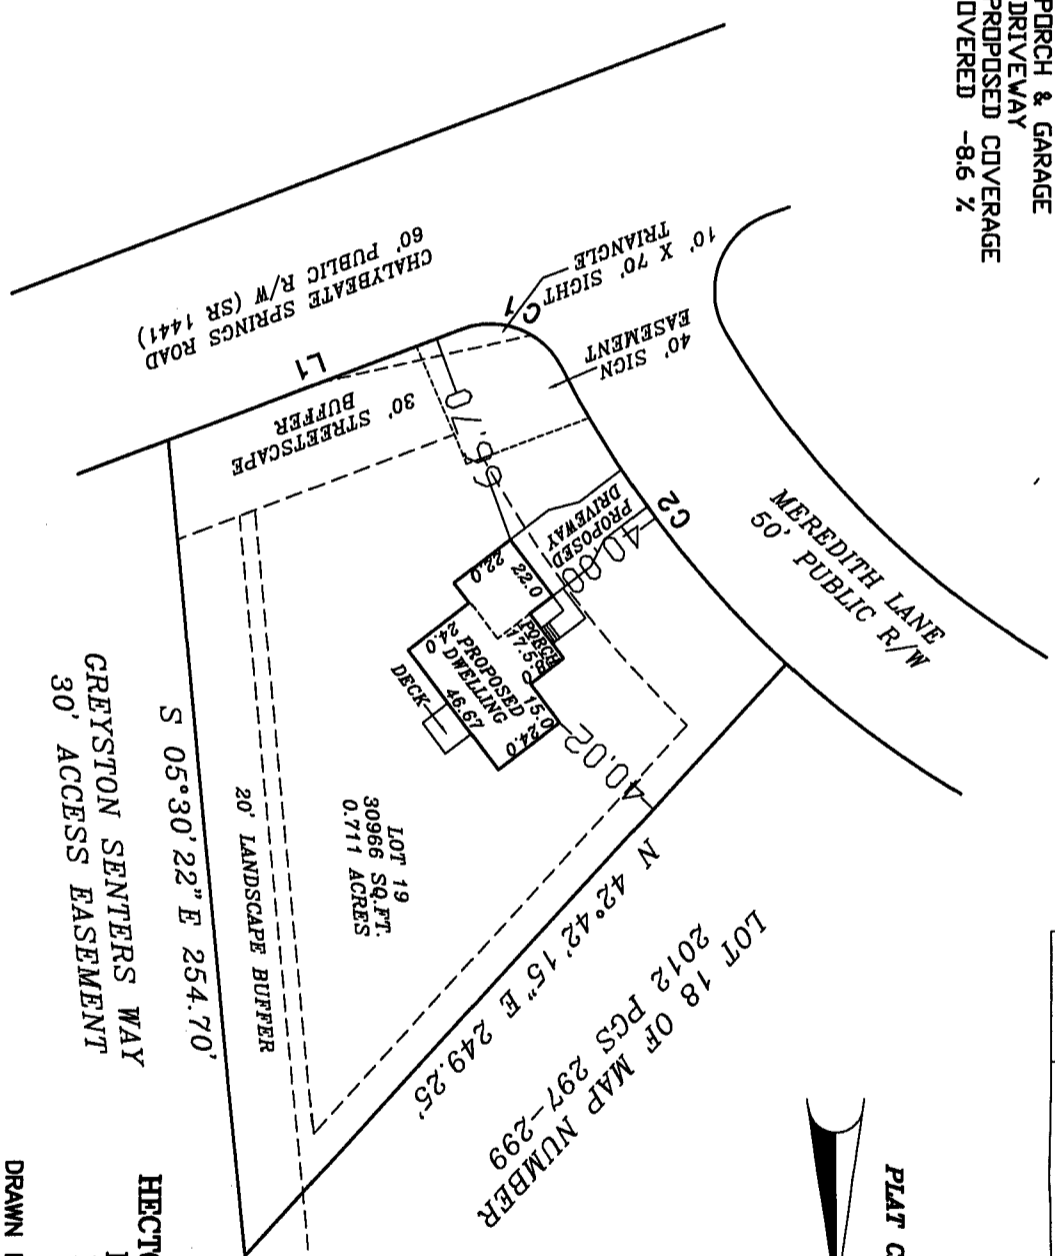 PORCH & GARAGE
DRIVEWAY
PROPOSED COVERAGE
OVERED -8.6 %
CHALYBEATE SPRINGS ROAD
60' PUBLIC R/W (SR 1441)
10' X 70' SIGHT
TRIANGLE
C1
L1
40' SIGN
EASEMENT
30' STREETSCAPE
BUFFER
MEREDITH LANE
50' PUBLIC R/W
C2
66.70
PROPOSED
DRIVEWAY
40.00
22.0
22.0
PORCH
17.5
15.0
24.0
PROPOSED
DWELLING
46.67
24.0
DECK
40.02
LOT 19
30966 SQ.FT.
0.711 ACRES
20' LANDSCAPE BUFFER
S 05°30'22" E 254.70'
GREYSTON SENTERS WAY
30' ACCESS EASEMENT
N 42°42'15" E 249.25'
LOT 18 OF MAP NUMBER
2012 PGS 297-299
PLAT C
HECTO
DRAWN